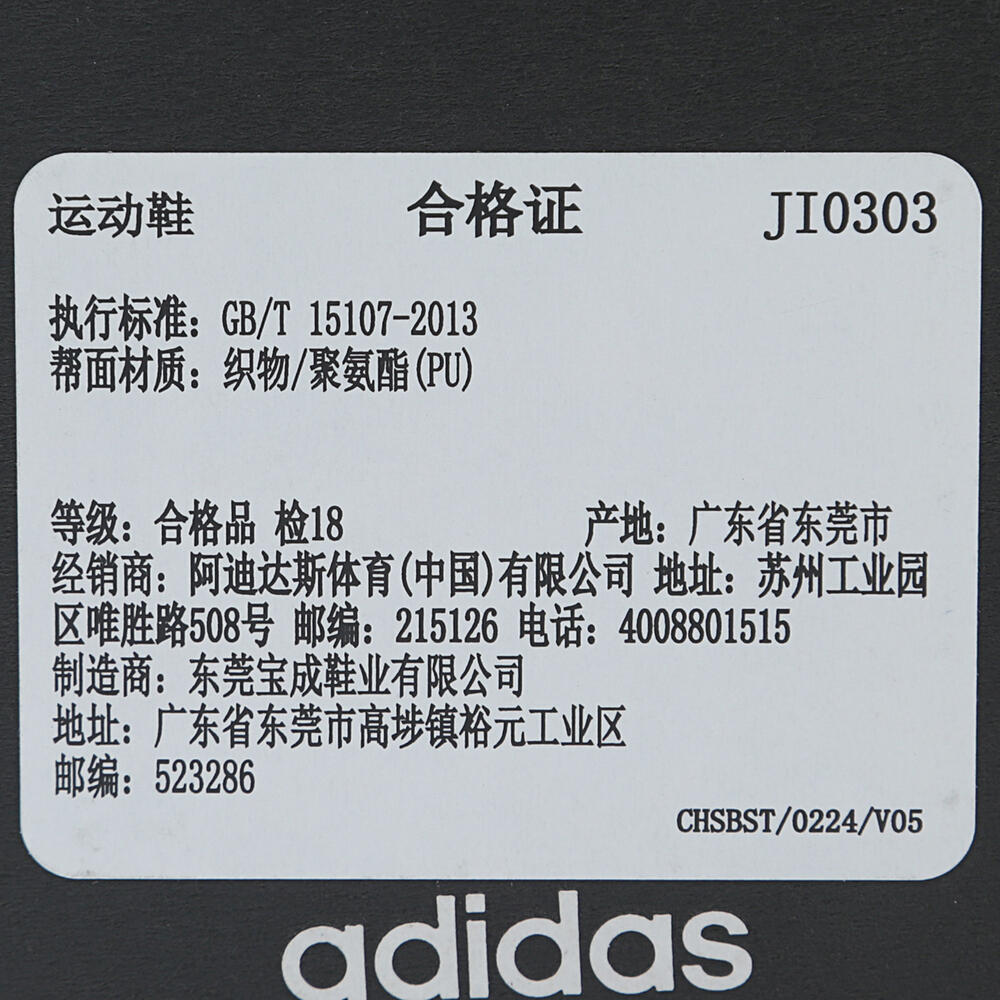 运动鞋 合格证 JI0303
执行标准：GB/T 15107-2013
帮面材质：织物/聚氨酯(PU)
等级：合格品 检18 产地：广东省东莞市
经销商：阿迪达斯体育(中国)有限公司 地址：苏州工业园
区唯胜路508号 邮编：215126 电话：4008801515
制造商：东莞宝成鞋业有限公司
地址：广东省东莞市高埗镇裕元工业区
邮编：523286
CHSBST/0224/V05
adidas